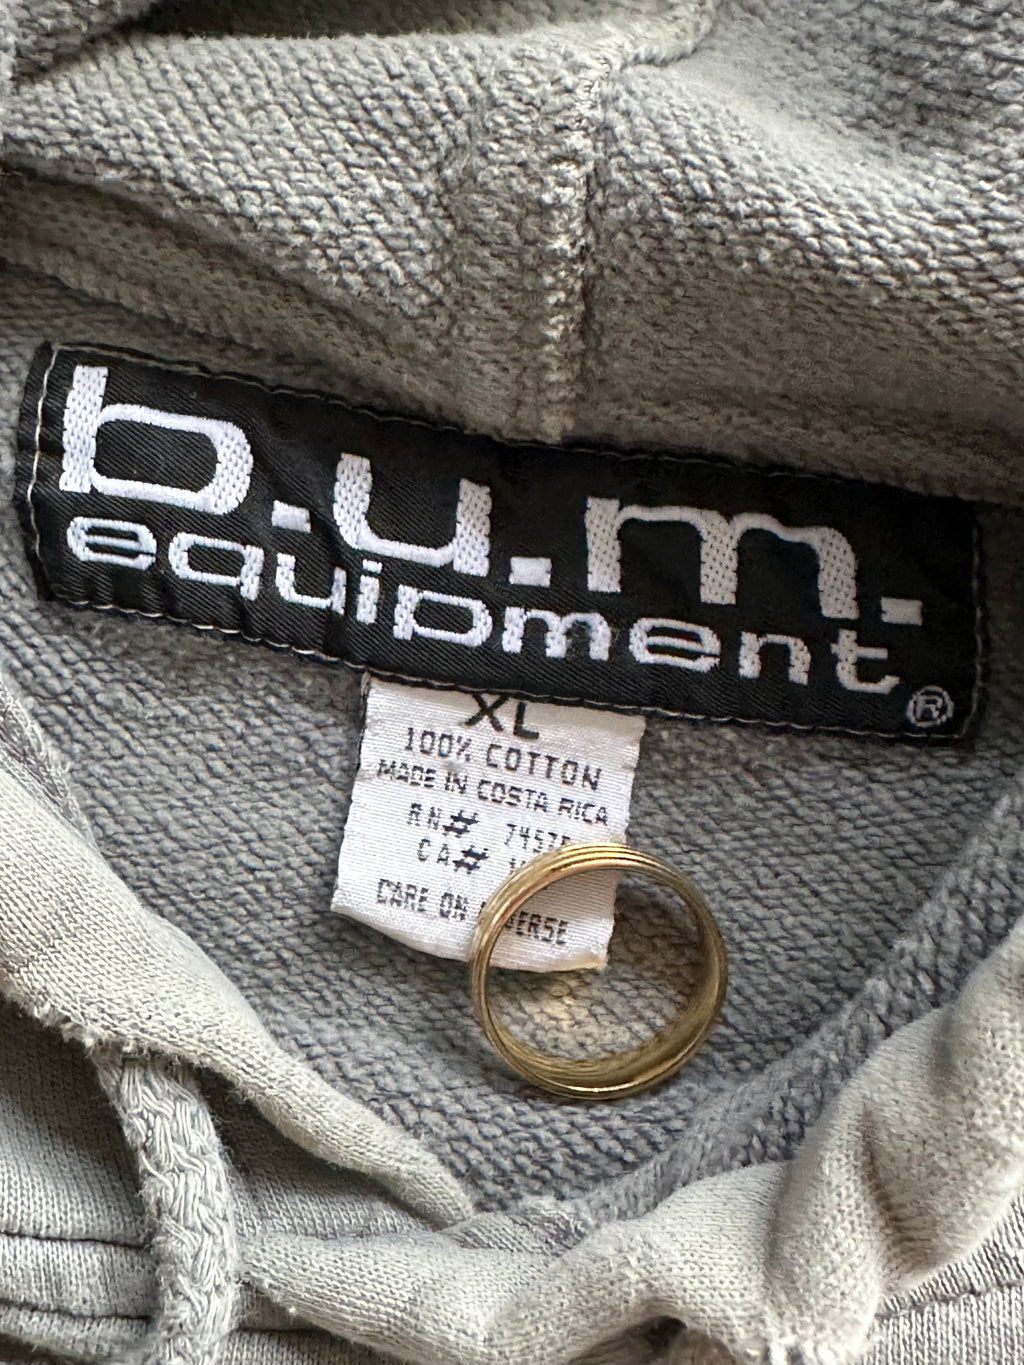 b.u.m.
equipment
®
XL
100% COTTON
MADE IN COSTA RICA
RN#
CA#
CARE ON